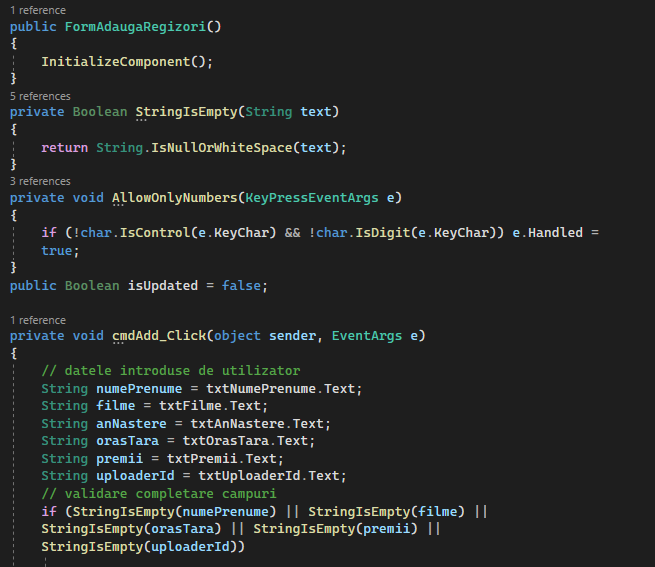 1 reference
public FormAdaugaRegizori()
{
InitializeComponent();
}
5 references
private Boolean StringIsEmpty(String text)
{
return String.IsNullOrWhiteSpace(text);
}
3 references
private void AllowOnlyNumbers(KeyPressEventArgs e)
{
if (!char.IsControl(e.KeyChar) && !char.IsDigit(e.KeyChar)) e.Handled =
true;
}
public Boolean isUpdated = false;
1 reference
private void cmdAdd_Click(object sender, EventArgs e)
{
// datele introduse de utilizator
String numePrenume = txtNumePrenume.Text;
String filme = txtFilme.Text;
String anNastere = txtAnNastere.Text;
String orasTara = txtOrasTara.Text;
String premii = txtPremii.Text;
String uploaderId = txtUploaderId.Text;
// validare completare campuri
if (StringIsEmpty(numePrenume) || StringIsEmpty(filme) ||
StringIsEmpty(orasTara) || StringIsEmpty(premii) ||
StringIsEmpty(uploaderId))